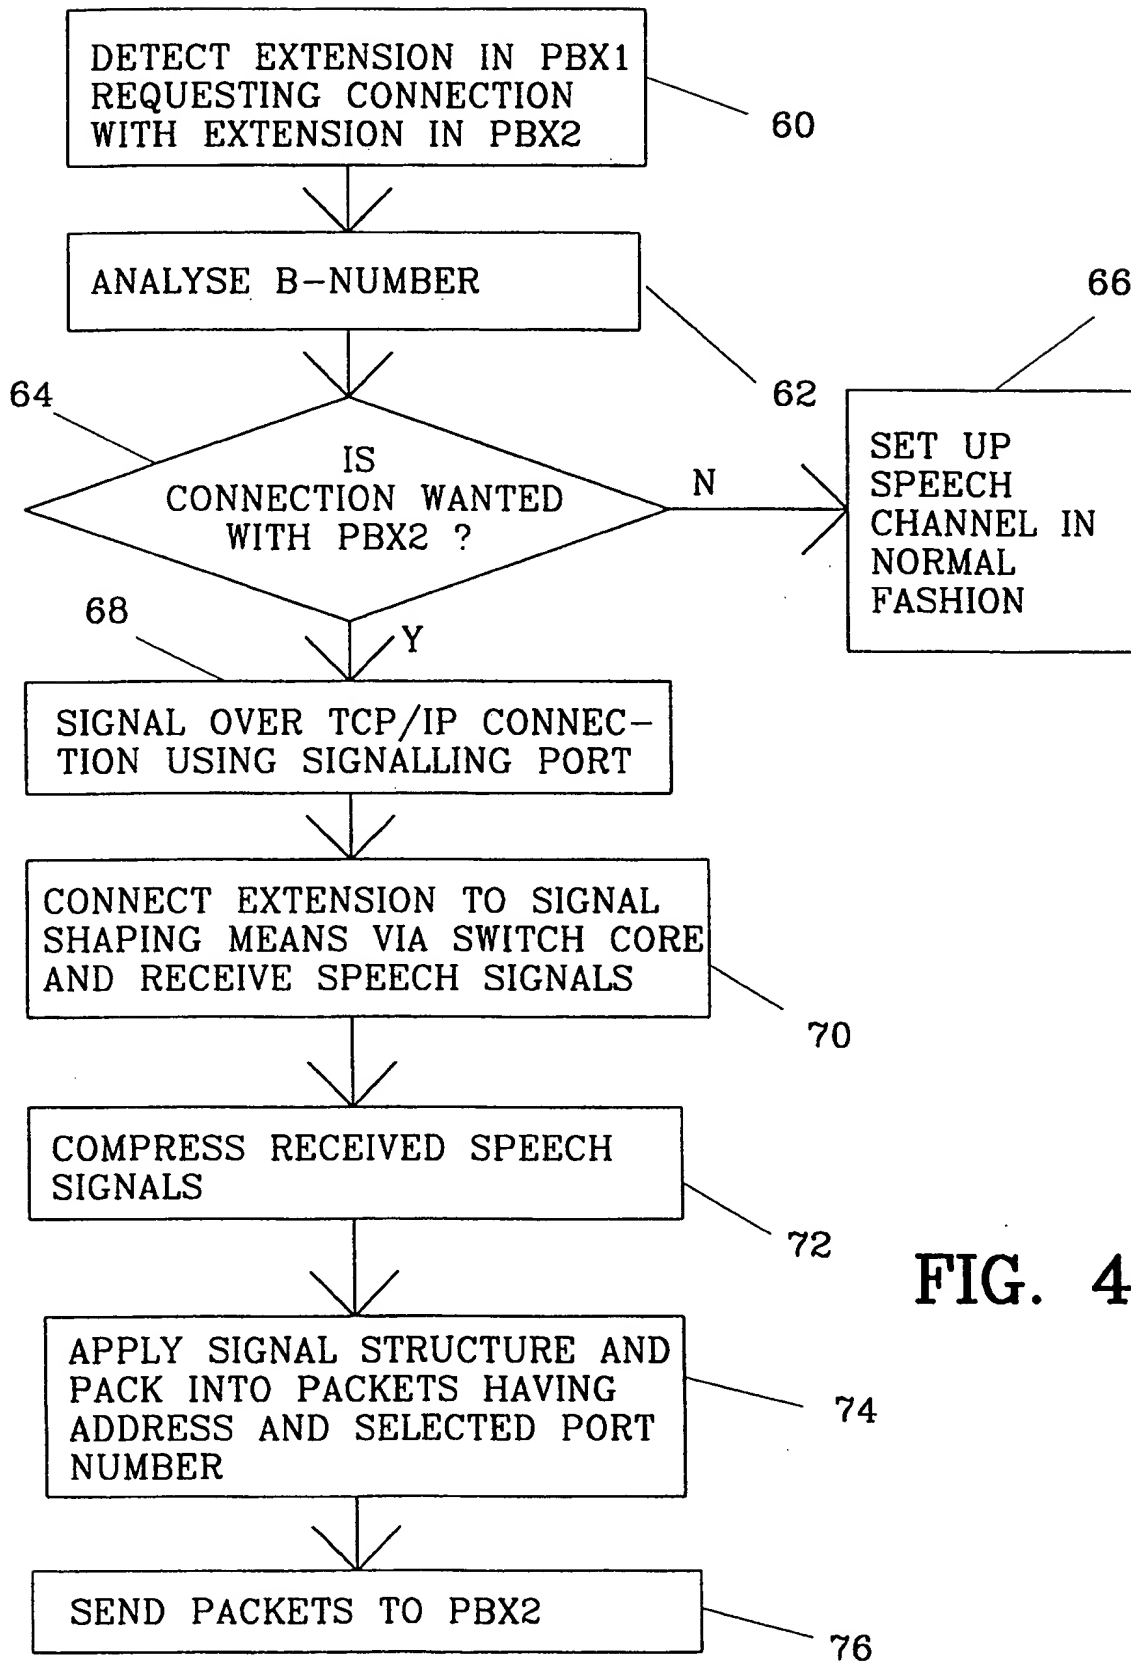 DETECT EXTENSION IN PBX1
REQUESTING CONNECTION
WITH EXTENSION IN PBX2
60
ANALYSE B-NUMBER
62
66
64
IS
CONNECTION WANTED
WITH PBX2 ?
N
SET UP
SPEECH
CHANNEL IN
NORMAL
FASHION
68
Y
SIGNAL OVER TCP/IP CONNEC-
TION USING SIGNALLING PORT
CONNECT EXTENSION TO SIGNAL
SHAPING MEANS VIA SWITCH CORE
AND RECEIVE SPEECH SIGNALS
70
COMPRESS RECEIVED SPEECH
SIGNALS
72
FIG. 4
APPLY SIGNAL STRUCTURE AND
PACK INTO PACKETS HAVING
ADDRESS AND SELECTED PORT
NUMBER
74
SEND PACKETS TO PBX2
76